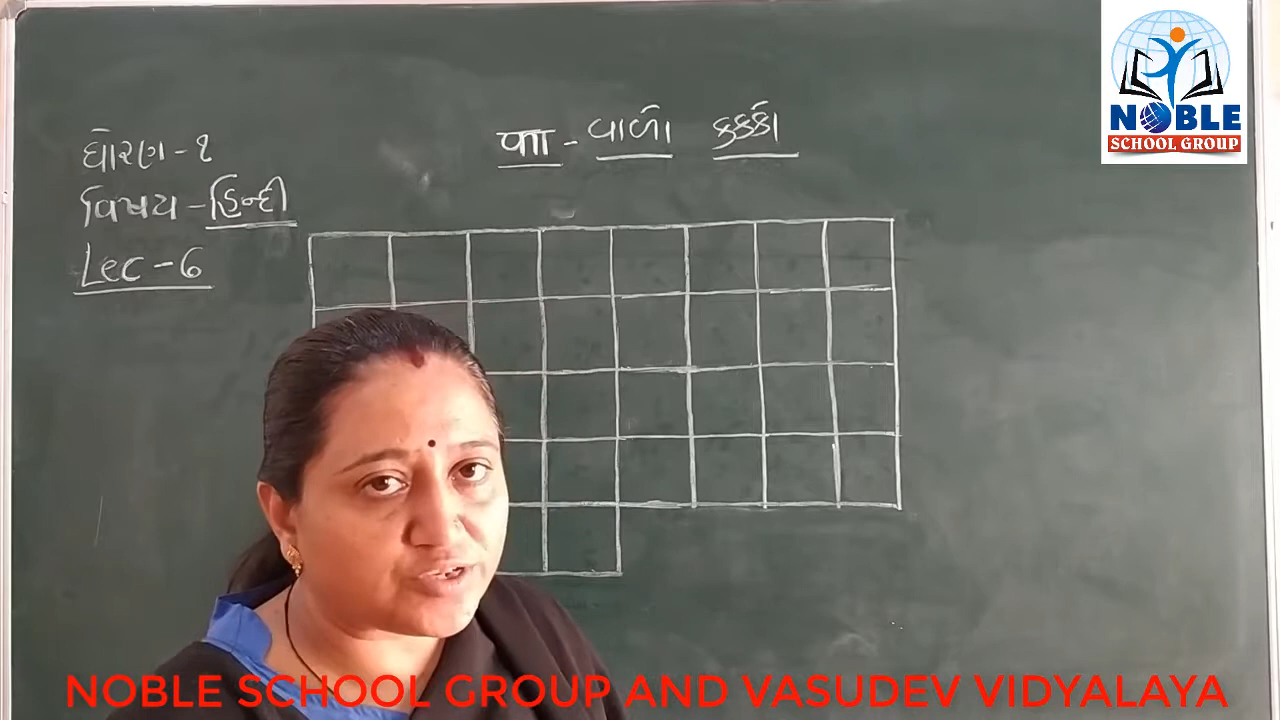 ધોરણ - ૧
વિષય - હિન્દી
Lec - 6
પાા - વાળો કક્કો
NOBLE
SCHOOL GROUP
NOBLE SCHOOL GROUP AND VASUDEV VIDYALAYA